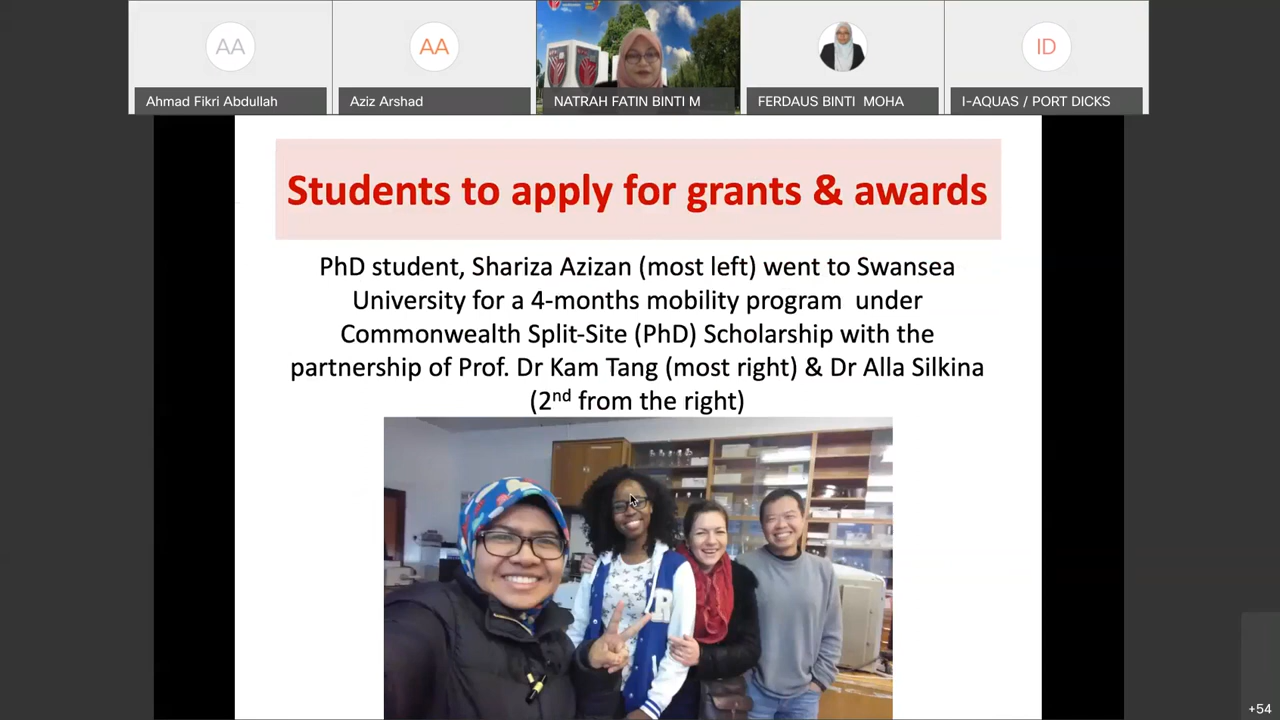 AA
AA
ID
Ahmad Fikri Abdullah
Aziz Arshad
NATRAH FATIN BINTI M
FERDAUS BINTI MOHA
I-AQUAS / PORT DICKS
Students to apply for grants & awards
PhD student, Shariza Azizan (most left) went to Swansea
University for a 4-months mobility program under
Commonwealth Split-Site (PhD) Scholarship with the
partnership of Prof. Dr Kam Tang (most right) & Dr Alla Silkina
(2nd from the right)
R
+54